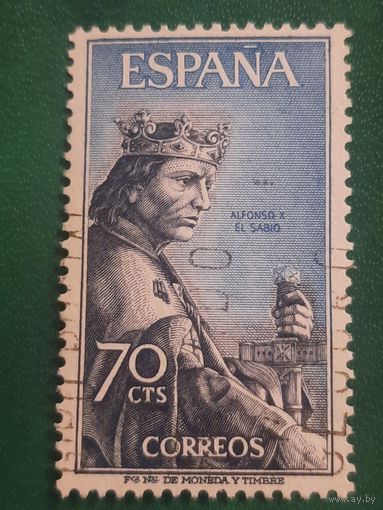 ESPAÑA
ALFONSO X
EL SABIO
70
CTS
CORREOS
Fca Nal DE MONEDA Y TIMBRE
www.ay.by